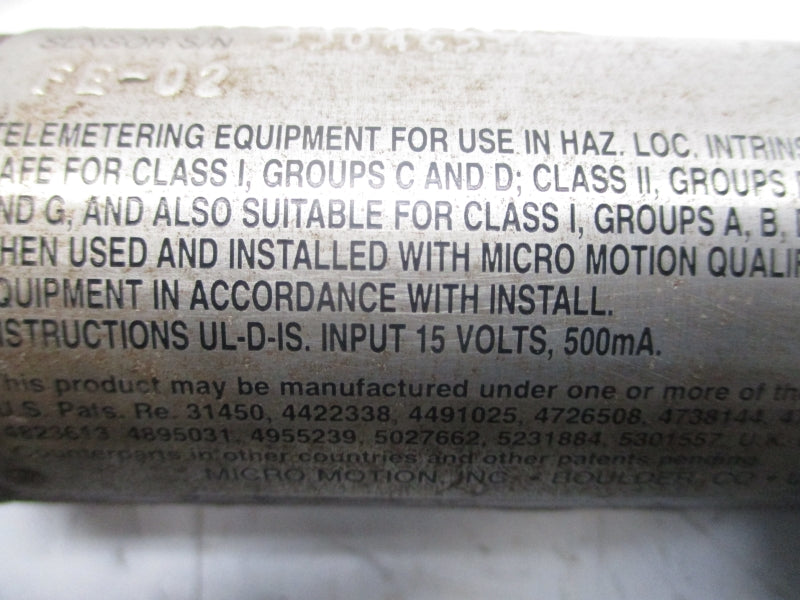 SENSOR S/N
FE-02
TELEMETERING EQUIPMENT FOR USE IN HAZ. LOC. INTRINS
AFE FOR CLASS I, GROUPS C AND D; CLASS II, GROUPS
ND G, AND ALSO SUITABLE FOR CLASS I, GROUPS A, B,
HEN USED AND INSTALLED WITH MICRO MOTION QUALIF
QUIPMENT IN ACCORDANCE WITH INSTALL.
NSTRUCTIONS UL-D-IS. INPUT 15 VOLTS, 500mA.
This product may be manufactured under one or more of th
U.S. Pats. Re. 31450, 4422338, 4491025, 4726508, 4738144,
4823613, 4895031, 4955239, 5027662, 5231884, 5301557, U.K.
Counterparts in other countries and other patents pending
MICRO MOTION, INC. • BOULDER, CO •